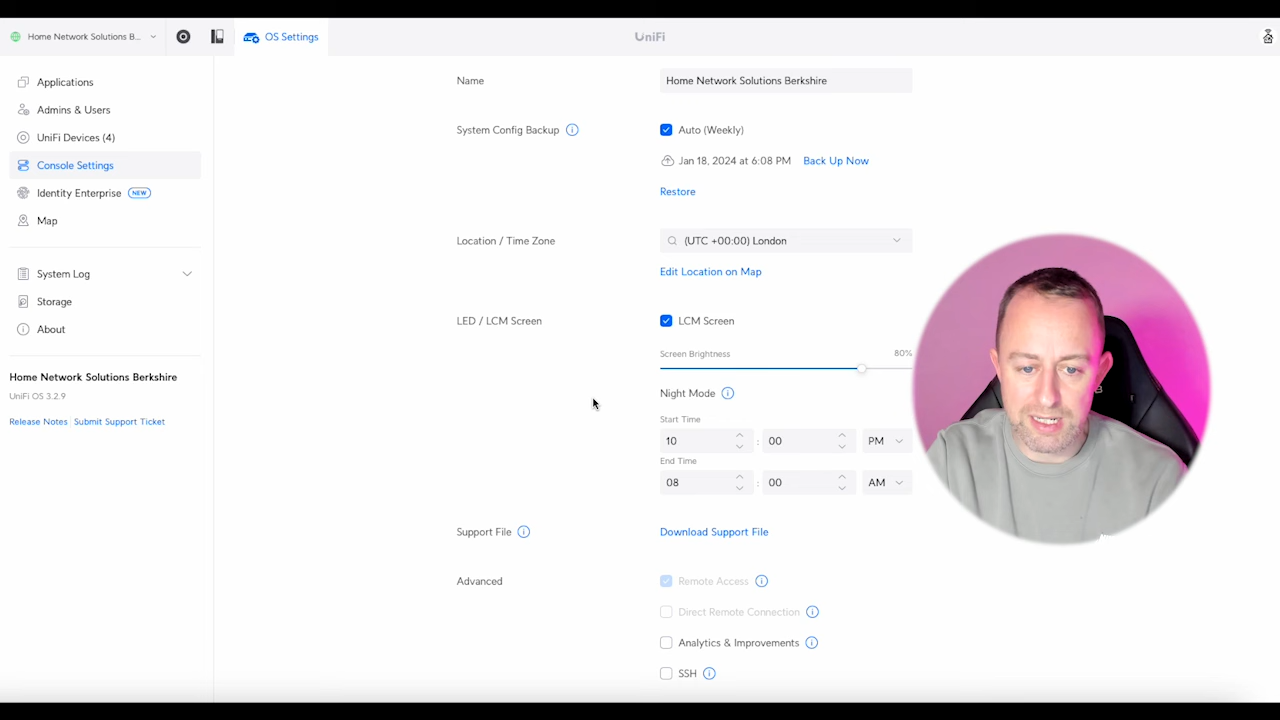 Home Network Solutions B...
OS Settings
UniFi
Applications
Admins & Users
UniFi Devices (4)
Console Settings
Identity Enterprise NEW
Map
System Log
Storage
About
Home Network Solutions Berkshire
UniFi OS 3.2.9
Release Notes Submit Support Ticket
Name
Home Network Solutions Berkshire
System Config Backup
Auto (Weekly)
Jan 18, 2024 at 6:08 PM Back Up Now
Restore
Location / Time Zone
(UTC +00:00) London
Edit Location on Map
LED / LCM Screen
LCM Screen
Screen Brightness 80%
Night Mode
Start Time
10 : 00 PM
End Time
08 : 00 AM
Support File
Download Support File
Advanced
Remote Access
Direct Remote Connection
Analytics & Improvements
SSH